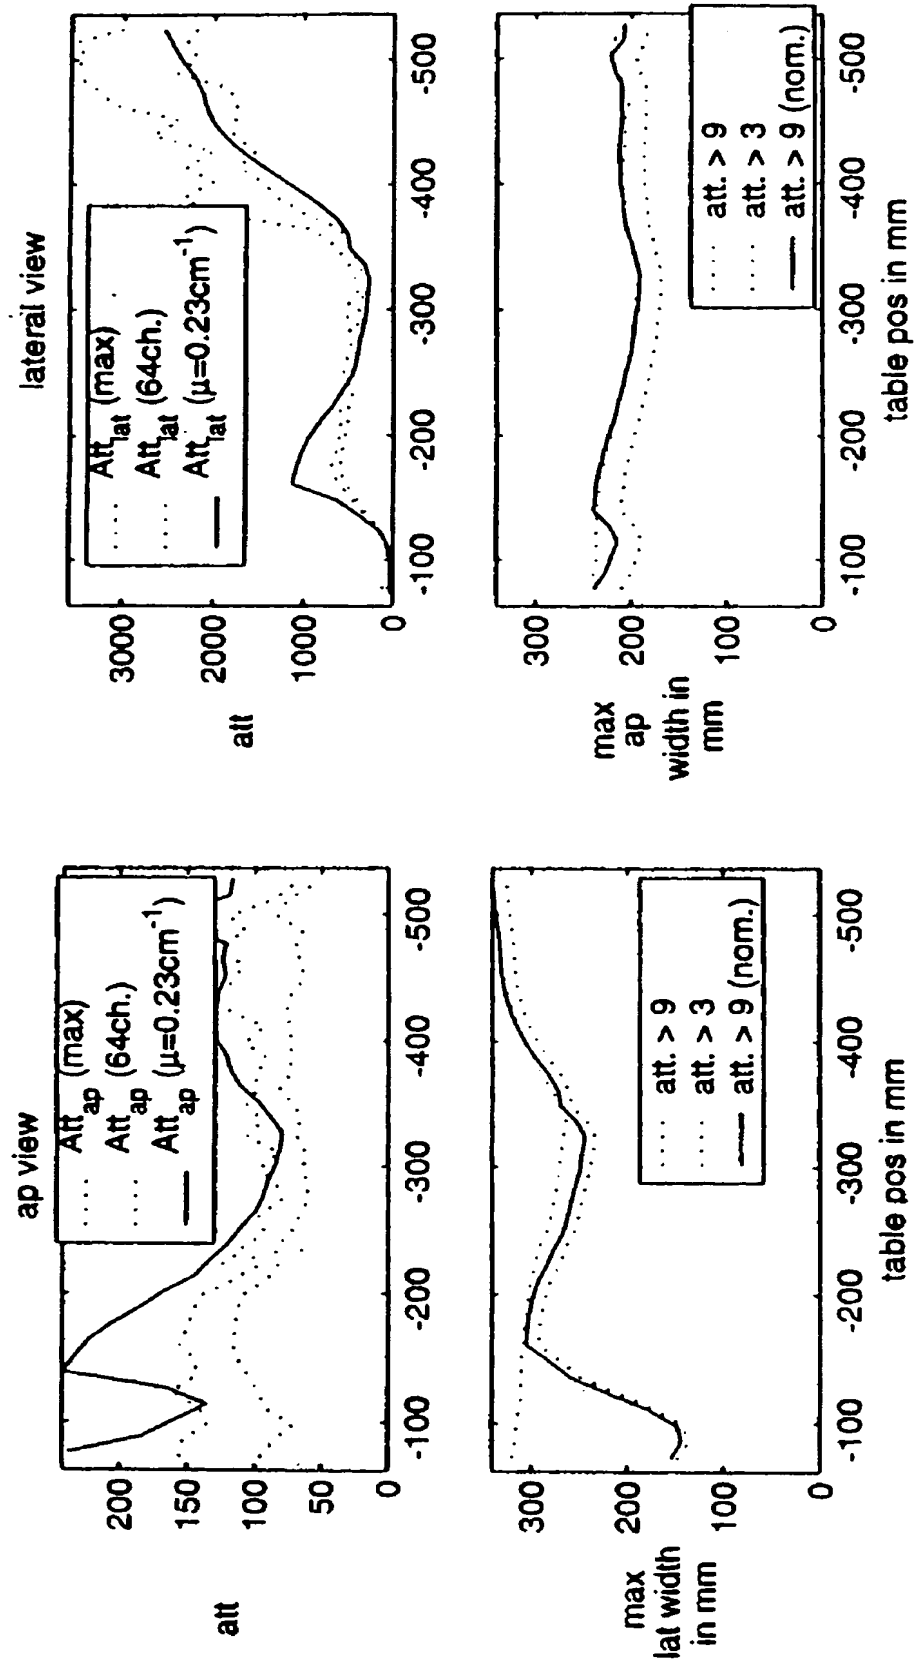 ap view
att
200
150
100
50
0
Att_ap (max)
Att_ap (64ch.)
Att_ap (μ=0.23cm⁻¹)
-100
-200
-300
-400
-500
lateral view
att
3000
2000
1000
0
Att_lat (max)
Att_lat (64ch.)
Att_lat (μ=0.23cm⁻¹)
-100
-200
-300
-400
-500
max
lat width
in mm
300
200
100
0
att. > 9
att. > 3
att. > 9 (nom.)
-100
-200
-300
-400
-500
table pos in mm
max
ap
width in
mm
300
200
100
0
att. > 9
att. > 3
att. > 9 (nom.)
-100
-200
-300
-400
-500
table pos in mm